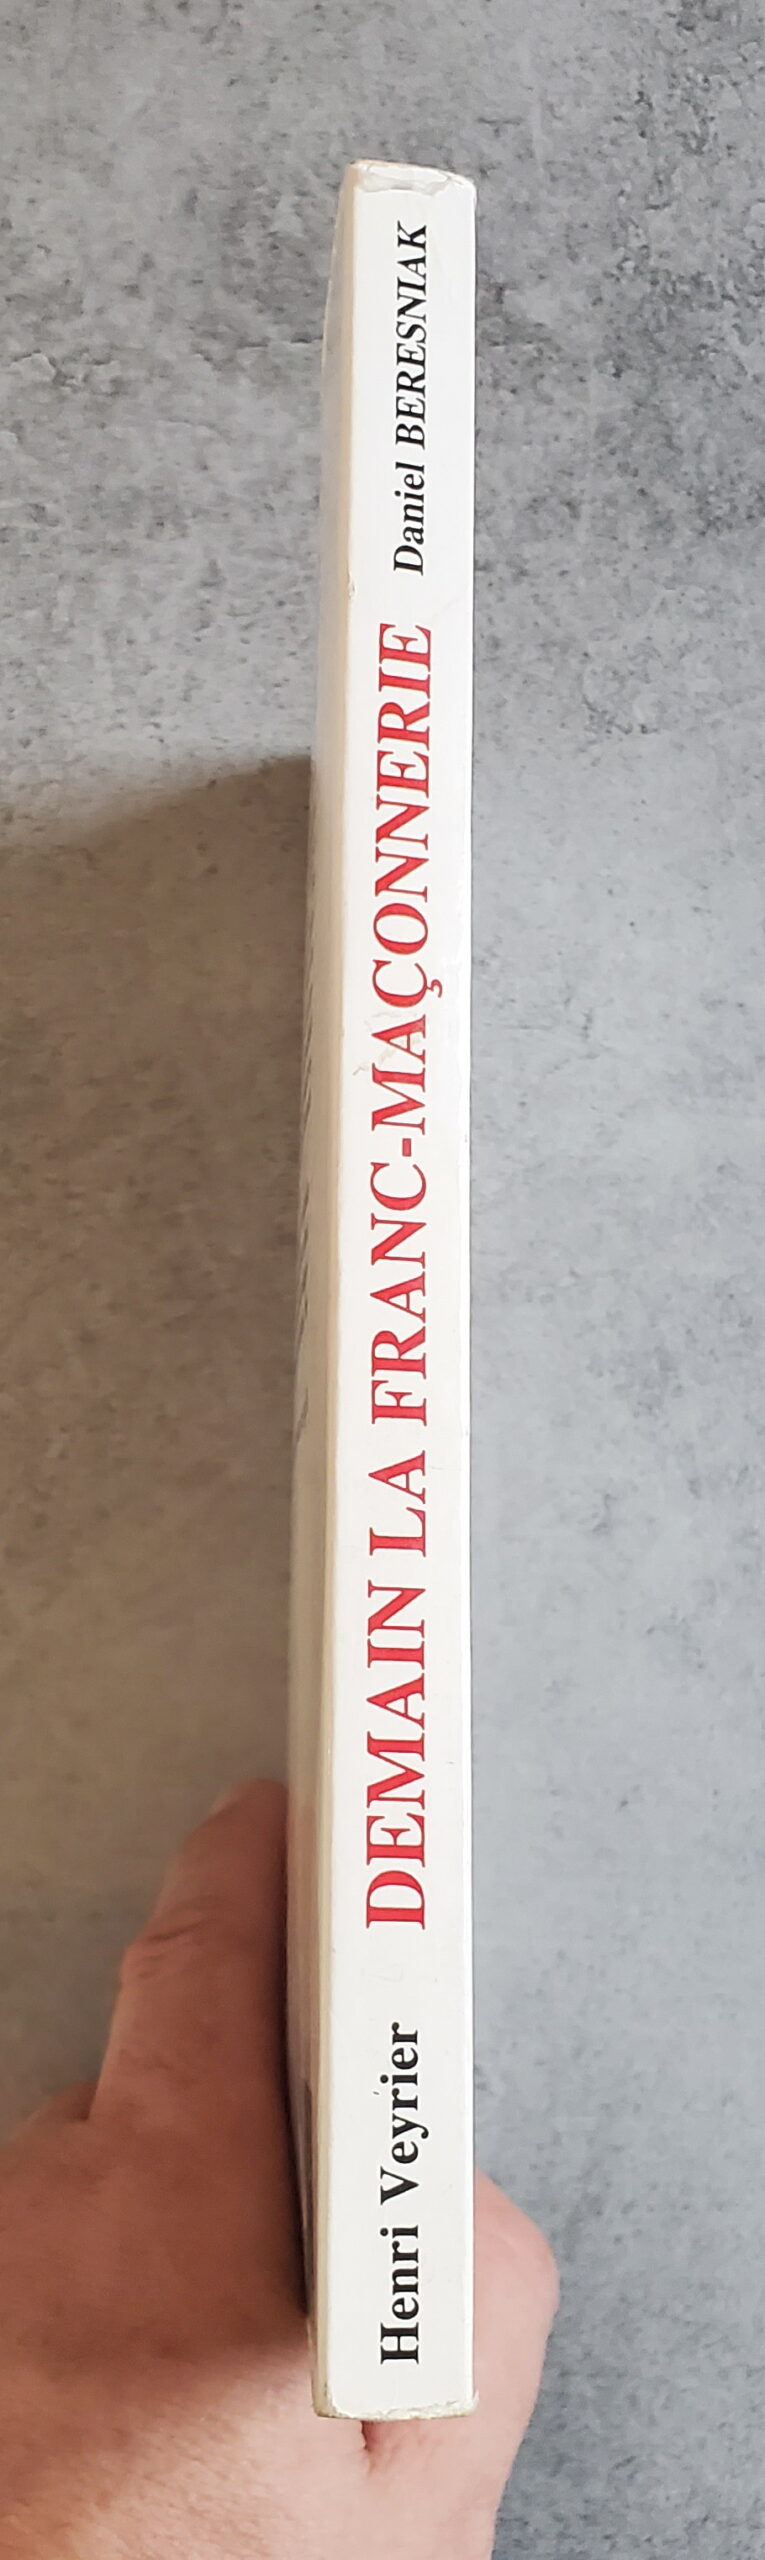 Henri Veyrier DEMAIN LA FRANC-MAÇONNERIE Daniel BERESNIAK